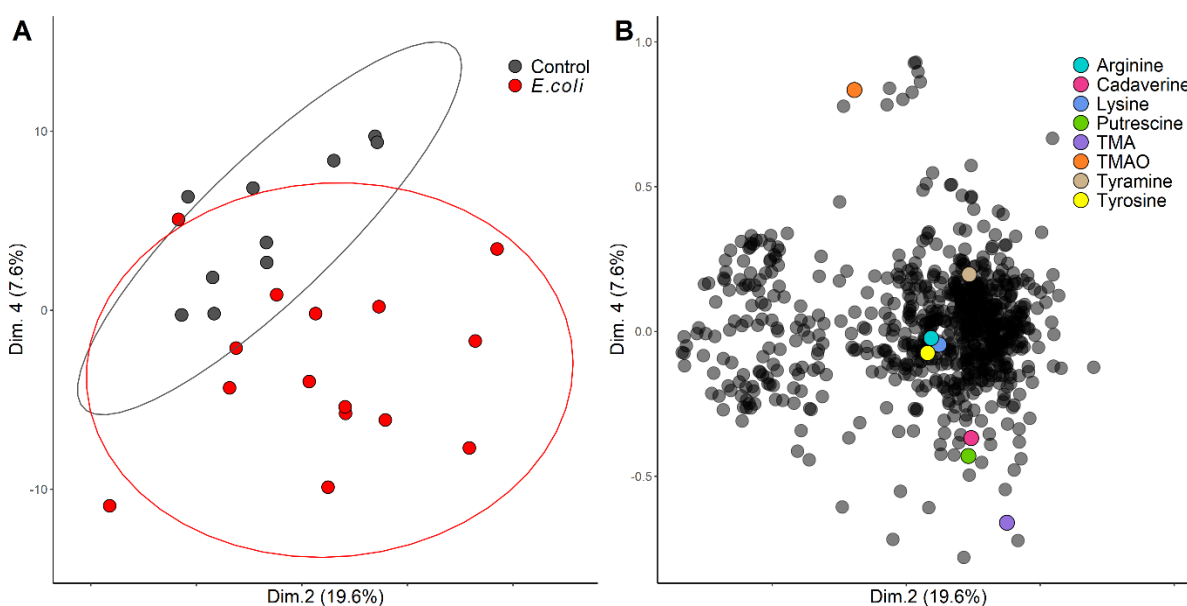 A
Control
E.coli
10
0
-10
Dim. 4 (7.6%)
Dim.2 (19.6%)
B
Arginine
Cadaverine
Lysine
Putrescine
TMA
TMAO
Tyramine
Tyrosine
1.0
0.5
0.0
-0.5
Dim. 4 (7.6%)
Dim.2 (19.6%)